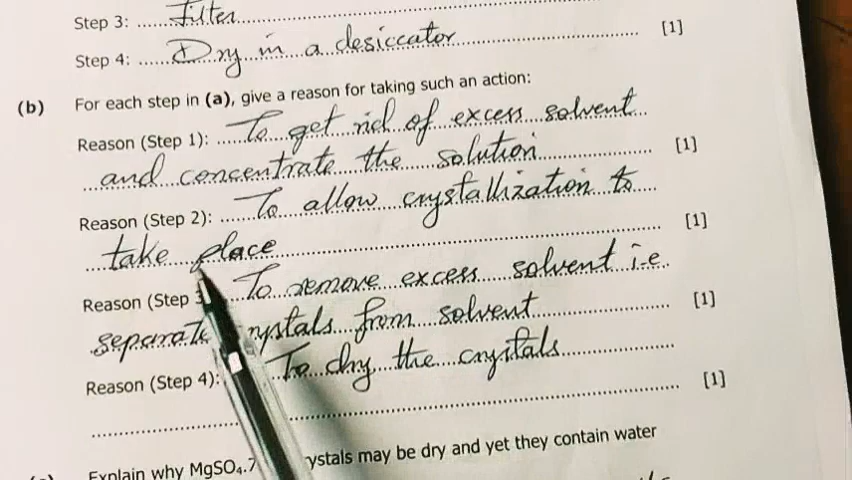 Step 3: Filter
Step 4: Dry in a desiccator [1]
(b) For each step in (a), give a reason for taking such an action:
Reason (Step 1): To get rid of excess solvent
and concentrate the solution [1]
Reason (Step 2): To allow crystallization to
take place [1]
Reason (Step 3 To remove excess solvent i.e
separate crystals from solvent [1]
Reason (Step 4): To dry the crystals
[1]
Explain why MgSO₄.7 crystals may be dry and yet they contain water